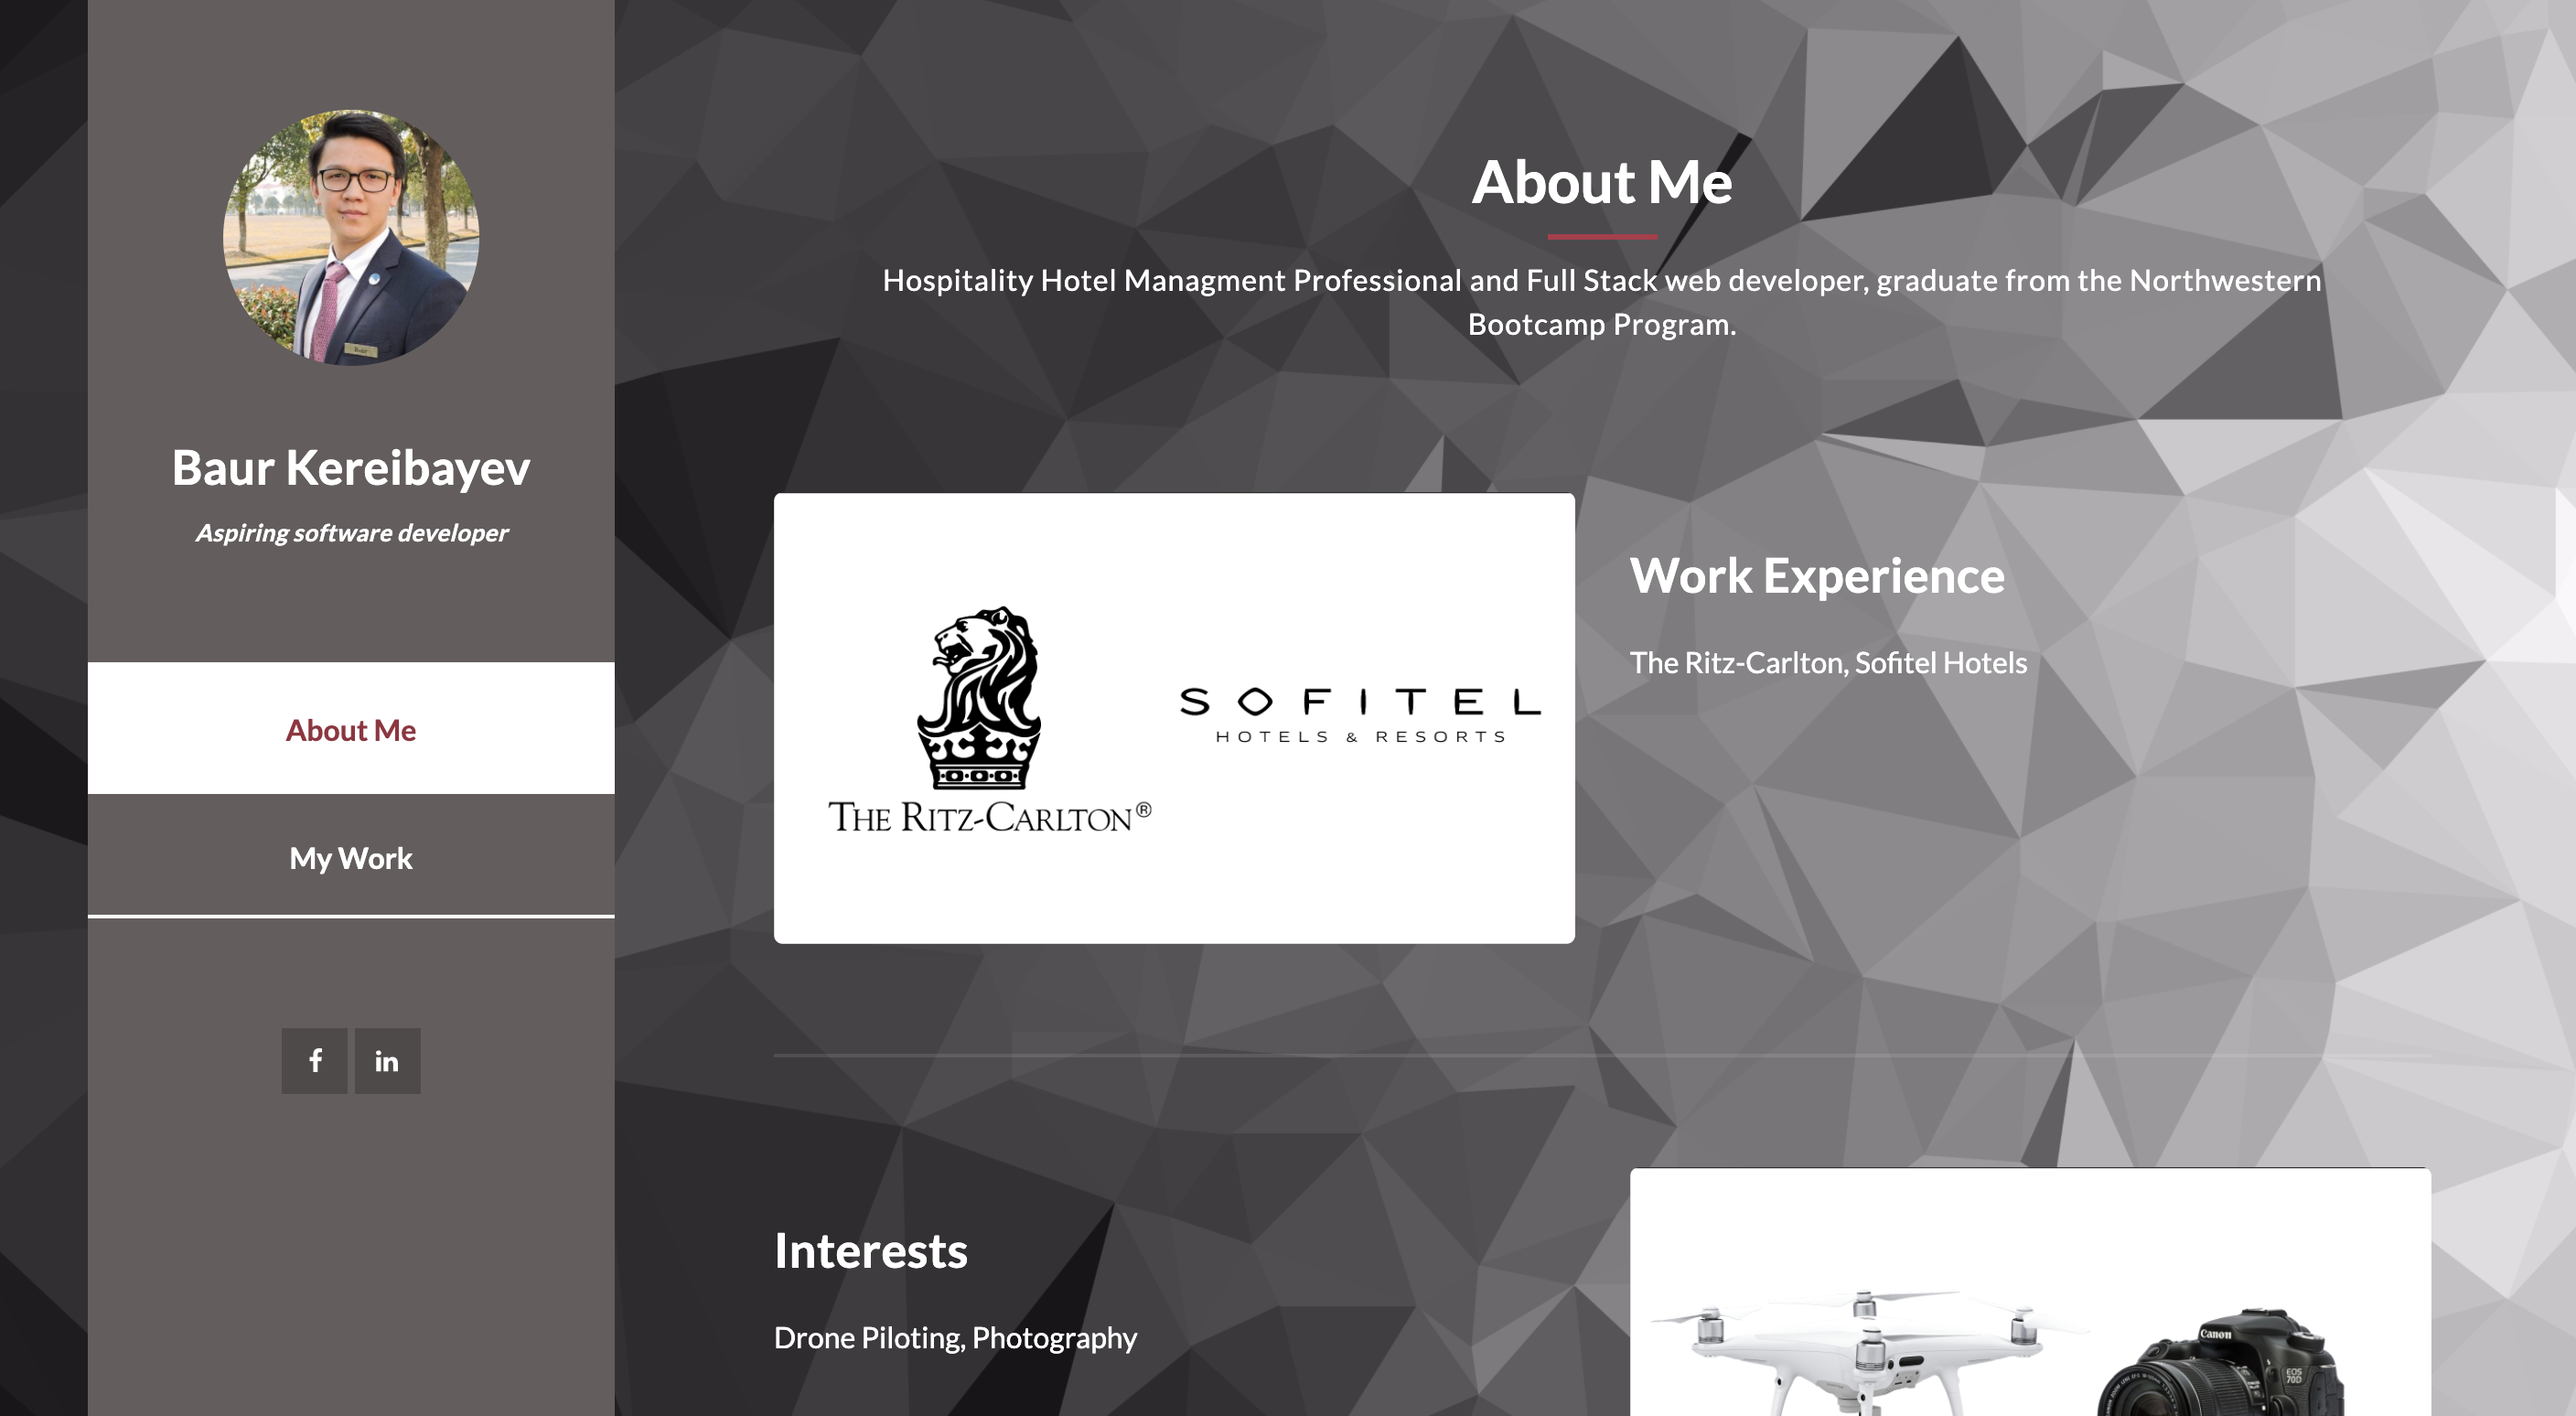 Baur Kereibayev
Aspiring software developer
About Me
My Work
f
in
About Me
Hospitality Hotel Managment Professional and Full Stack web developer, graduate from the Northwestern
Bootcamp Program.
THE RITZ-CARLTON®
SOFITEL
HOTELS & RESORTS
Work Experience
The Ritz-Carlton, Sofitel Hotels
Interests
Drone Piloting, Photography
Canon
EOS
70D